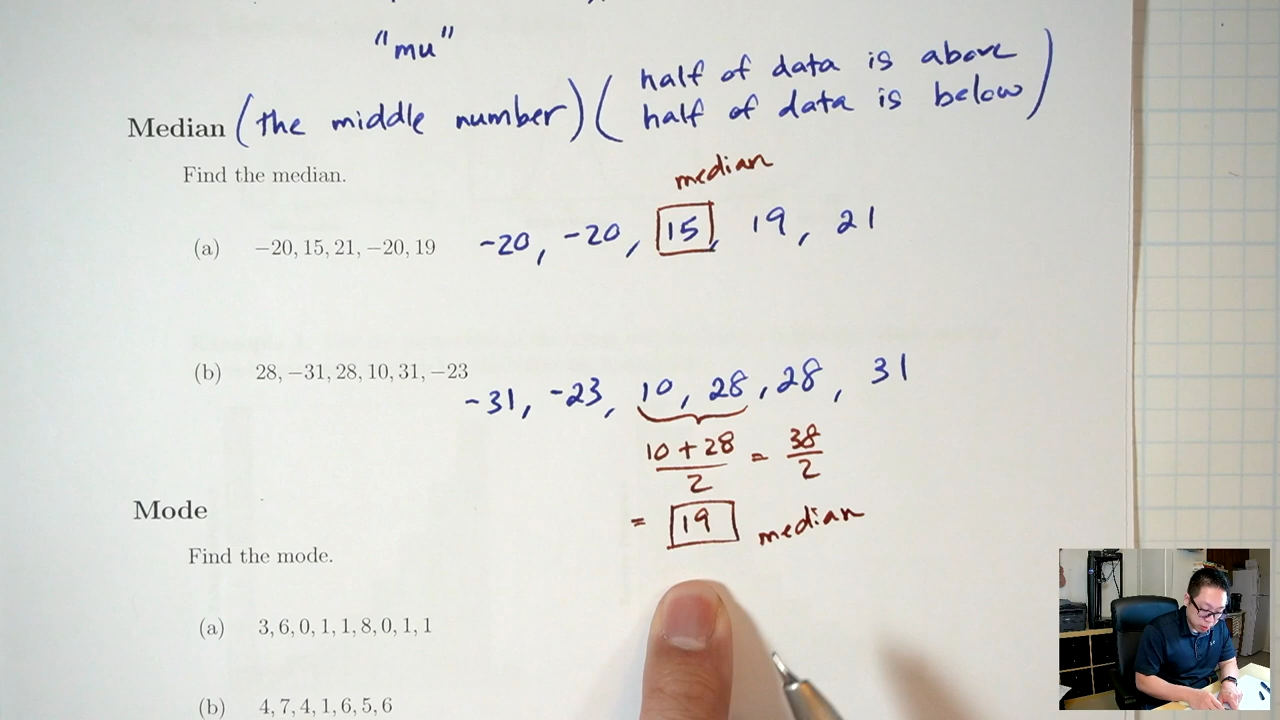 "mu"
Median (the middle number) (half of data is above
half of data is below)
Find the median.
median
(a) −20, 15, 21, −20, 19 -20, -20, 15, 19, 21
(b) 28, −31, 28, 10, 31, −23 -31, -23, 10, 28, 28, 31
10 + 28 / 2 = 38 / 2
= 19 median
Mode
Find the mode.
(a) 3, 6, 0, 1, 1, 8, 0, 1, 1
(b) 4, 7, 4, 1, 6, 5, 6